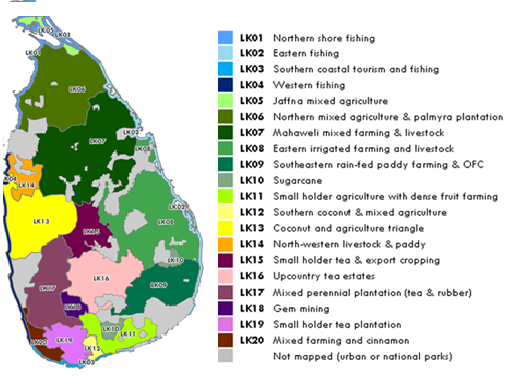 LK05
LK01
LK01
LK06
LK07
LK02
LK08
LK04
LK14
LK13
LK15
LK02
LK08
LK10
LK16
LK09
LK17
LK18
LK10
LK11
LK20
LK19
LK12
LK03
LK01 Northern shore fishing
LK02 Eastern fishing
LK03 Southern coastal tourism and fishing
LK04 Western fishing
LK05 Jaffna mixed agriculture
LK06 Northern mixed agriculture & palmyra plantation
LK07 Mahaweli mixed farming & livestock
LK08 Eastern irrigated farming and livestock
LK09 Southeastern rain-fed paddy farming & OFC
LK10 Sugarcane
LK11 Small holder agriculture with dense fruit farming
LK12 Southern coconut & mixed agriculture
LK13 Coconut and agriculture triangle
LK14 North-western livestock & paddy
LK15 Small holder tea & export cropping
LK16 Upcountry tea estates
LK17 Mixed perennial plantation (tea & rubber)
LK18 Gem mining
LK19 Small holder tea plantation
LK20 Mixed farming and cinnamon
Not mapped (urban or national parks)